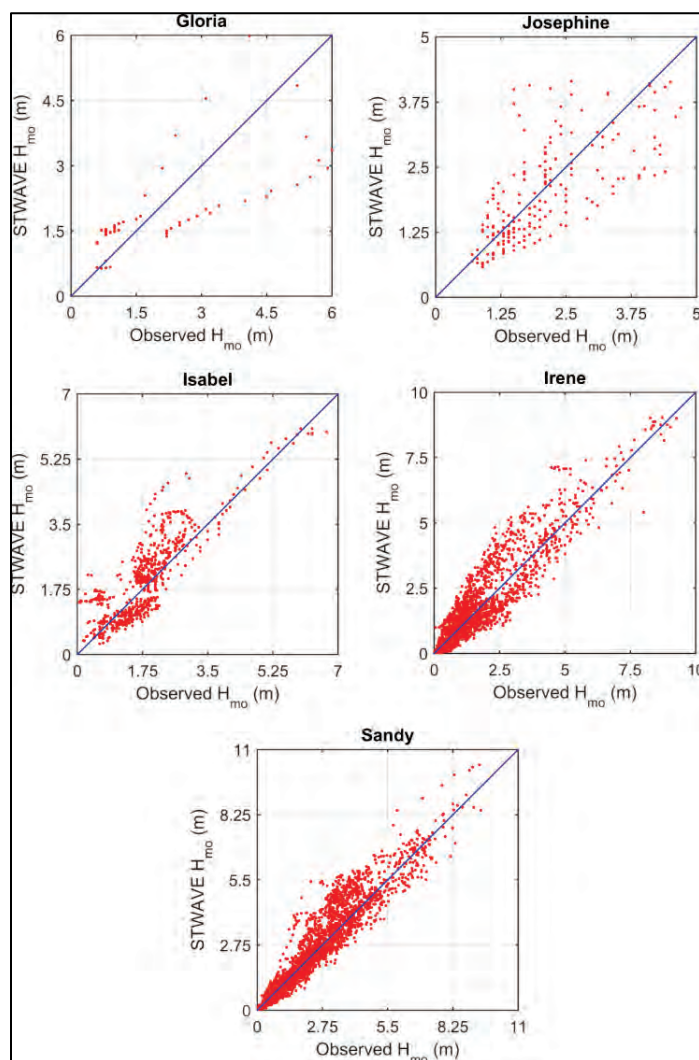 Gloria
6
4.5
3
1.5
0
STWAVE H_mo (m)
0 1.5 3 4.5 6
Observed H_mo (m)
Josephine
5
3.75
2.5
1.25
0
STWAVE H_mo (m)
0 1.25 2.5 3.75 5
Observed H_mo (m)
Isabel
7
5.25
3.5
1.75
0
STWAVE H_mo (m)
0 1.75 3.5 5.25 7
Observed H_mo (m)
Irene
10
7.5
5
2.5
0
STWAVE H_mo (m)
0 2.5 5 7.5 10
Observed H_mo (m)
Sandy
11
8.25
5.5
2.75
0
STWAVE H_mo (m)
0 2.75 5.5 8.25 11
Observed H_mo (m)